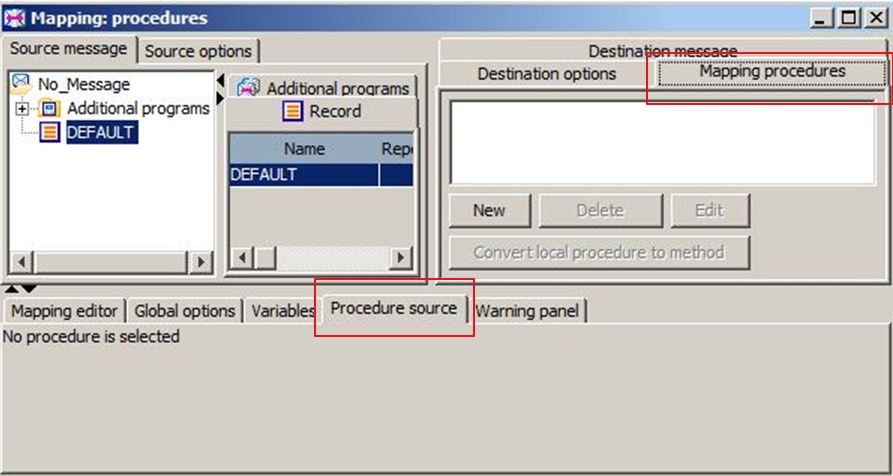 Mapping: procedures
Source message
Source options
No_Message
Additional programs
DEFAULT
Additional programs
Record
Name Repe
DEFAULT
Destination message
Destination options
Mapping procedures
New
Delete
Edit
Convert local procedure to method
Mapping editor
Global options
Variables
Procedure source
Warning panel
No procedure is selected